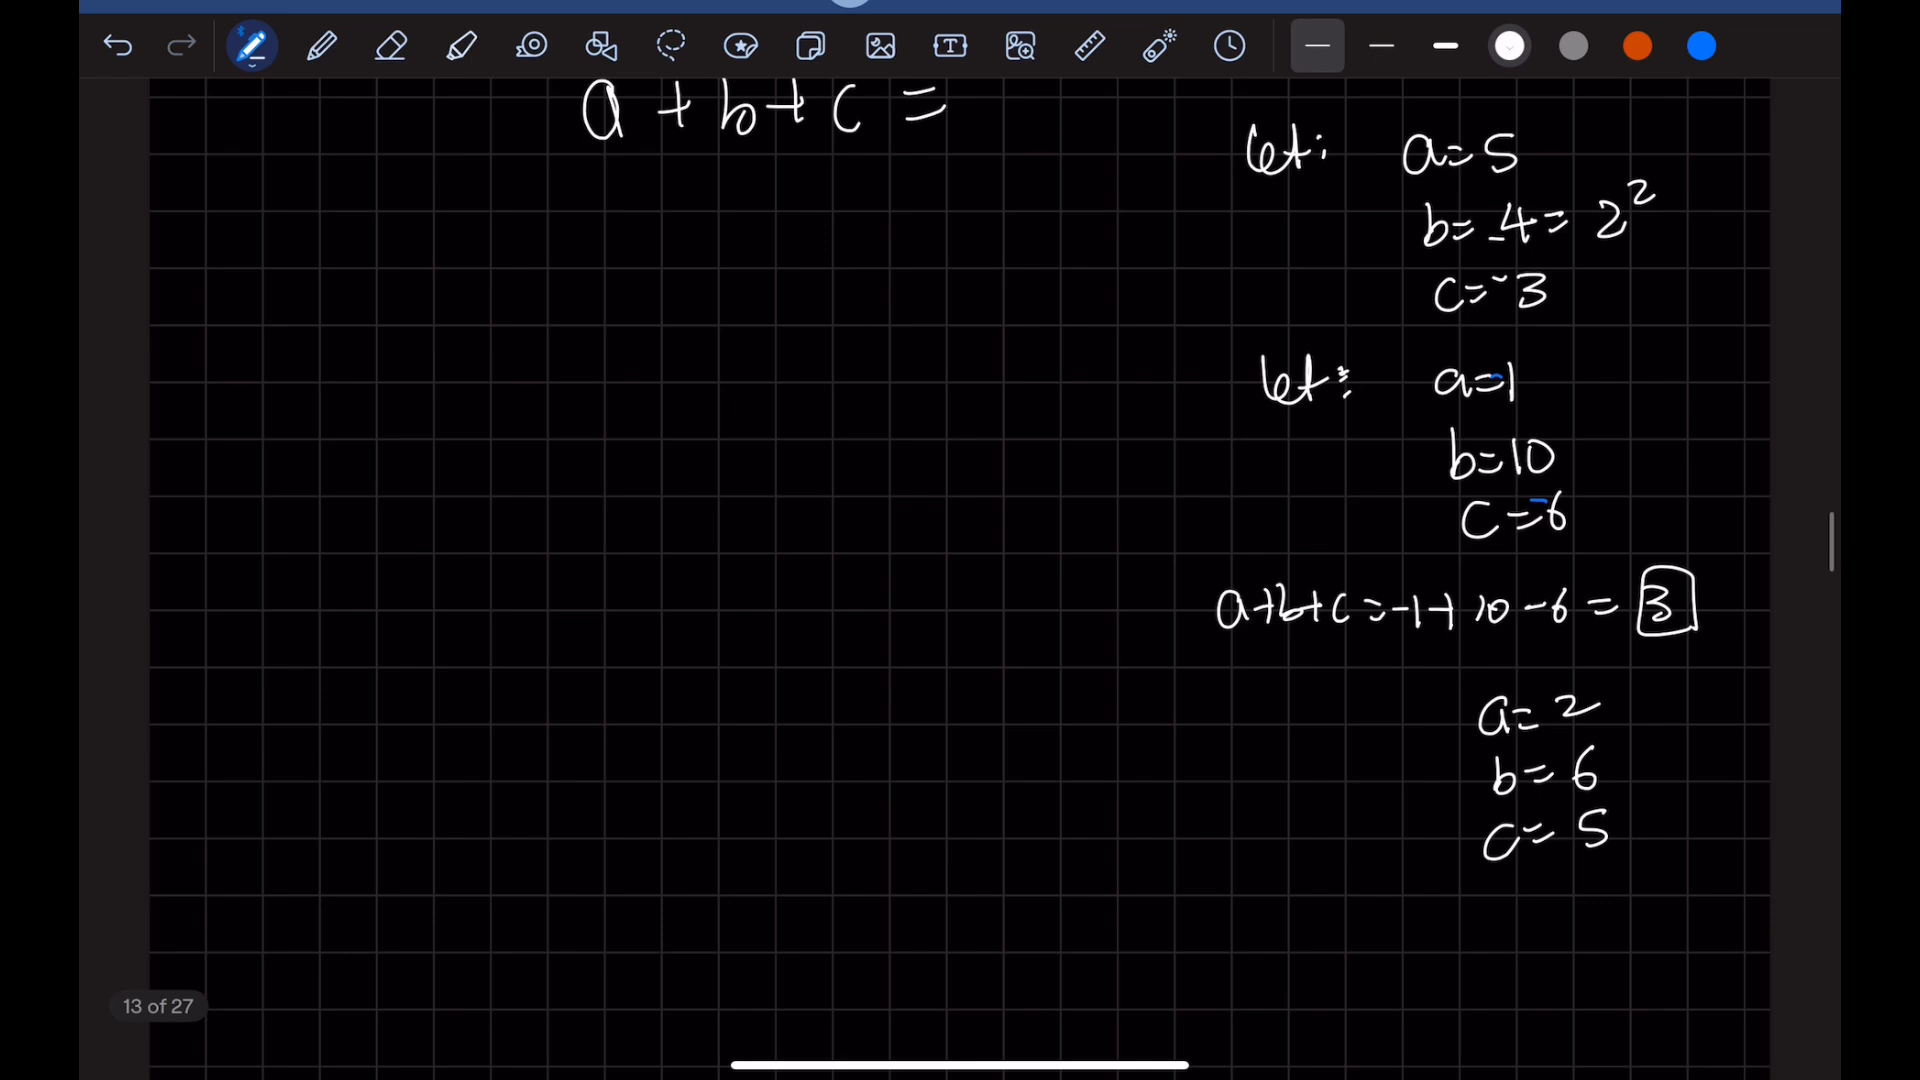 a + b + c =
let: a = 5
b = -4 = 2²
c = -3
let: a = -1
b = 10
c = -6
a + b + c = -1 + 10 - 6 = 3
a = 2
b = 6
c = 5
13 of 27